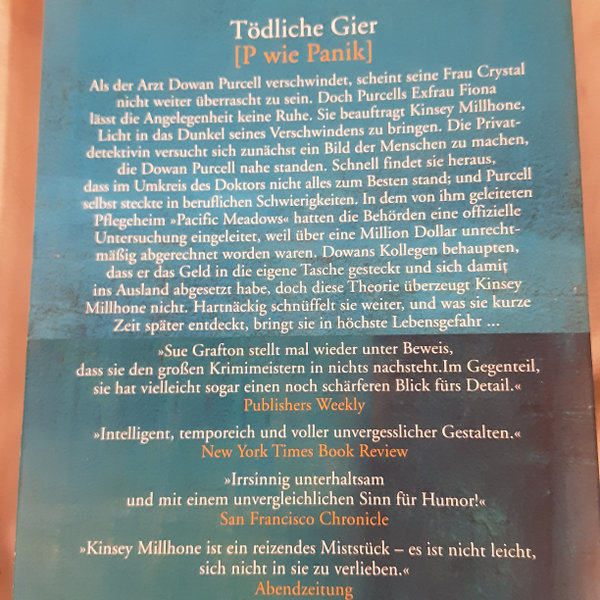 Tödliche Gier
[P wie Panik]
Als der Arzt Dowan Purcell verschwindet, scheint seine Frau Crystal
nicht weiter überrascht zu sein. Doch Purcells Exfrau Fiona
lässt die Angelegenheit keine Ruhe. Sie beauftragt Kinsey Millhone,
Licht in das Dunkel seines Verschwindens zu bringen. Die Privat-
detektivin versucht sich zunächst ein Bild der Menschen zu machen,
die Dowan Purcell nahe standen. Schnell findet sie heraus,
dass im Umkreis des Doktors nicht alles zum Besten stand; und Purcell
selbst steckte in beruflichen Schwierigkeiten. In dem von ihm geleiteten
Pflegeheim »Pacific Meadows« hatten die Behörden eine offizielle
Untersuchung eingeleitet, weil über eine Million Dollar unrecht-
mäßig abgerechnet worden waren. Dowans Kollegen behaupten,
dass er das Geld in die eigene Tasche gesteckt und sich damit
ins Ausland abgesetzt habe, doch diese Theorie überzeugt Kinsey
Millhone nicht. Hartnäckig schnüffelt sie weiter, und was sie kurze
Zeit später entdeckt, bringt sie in höchste Lebensgefahr ...
»Sue Grafton stellt mal wieder unter Beweis,
dass sie den großen Krimimeistern in nichts nachsteht.Im Gegenteil,
sie hat vielleicht sogar einen noch schärferen Blick fürs Detail.«
Publishers Weekly
»Intelligent, temporeich und voller unvergesslicher Gestalten.«
New York Times Book Review
»Irrsinnig unterhaltsam
und mit einem unvergleichlichen Sinn für Humor!«
San Francisco Chronicle
»Kinsey Millhone ist ein reizendes Miststück – es ist nicht leicht,
sich nicht in sie zu verlieben.«
Abendzeitung